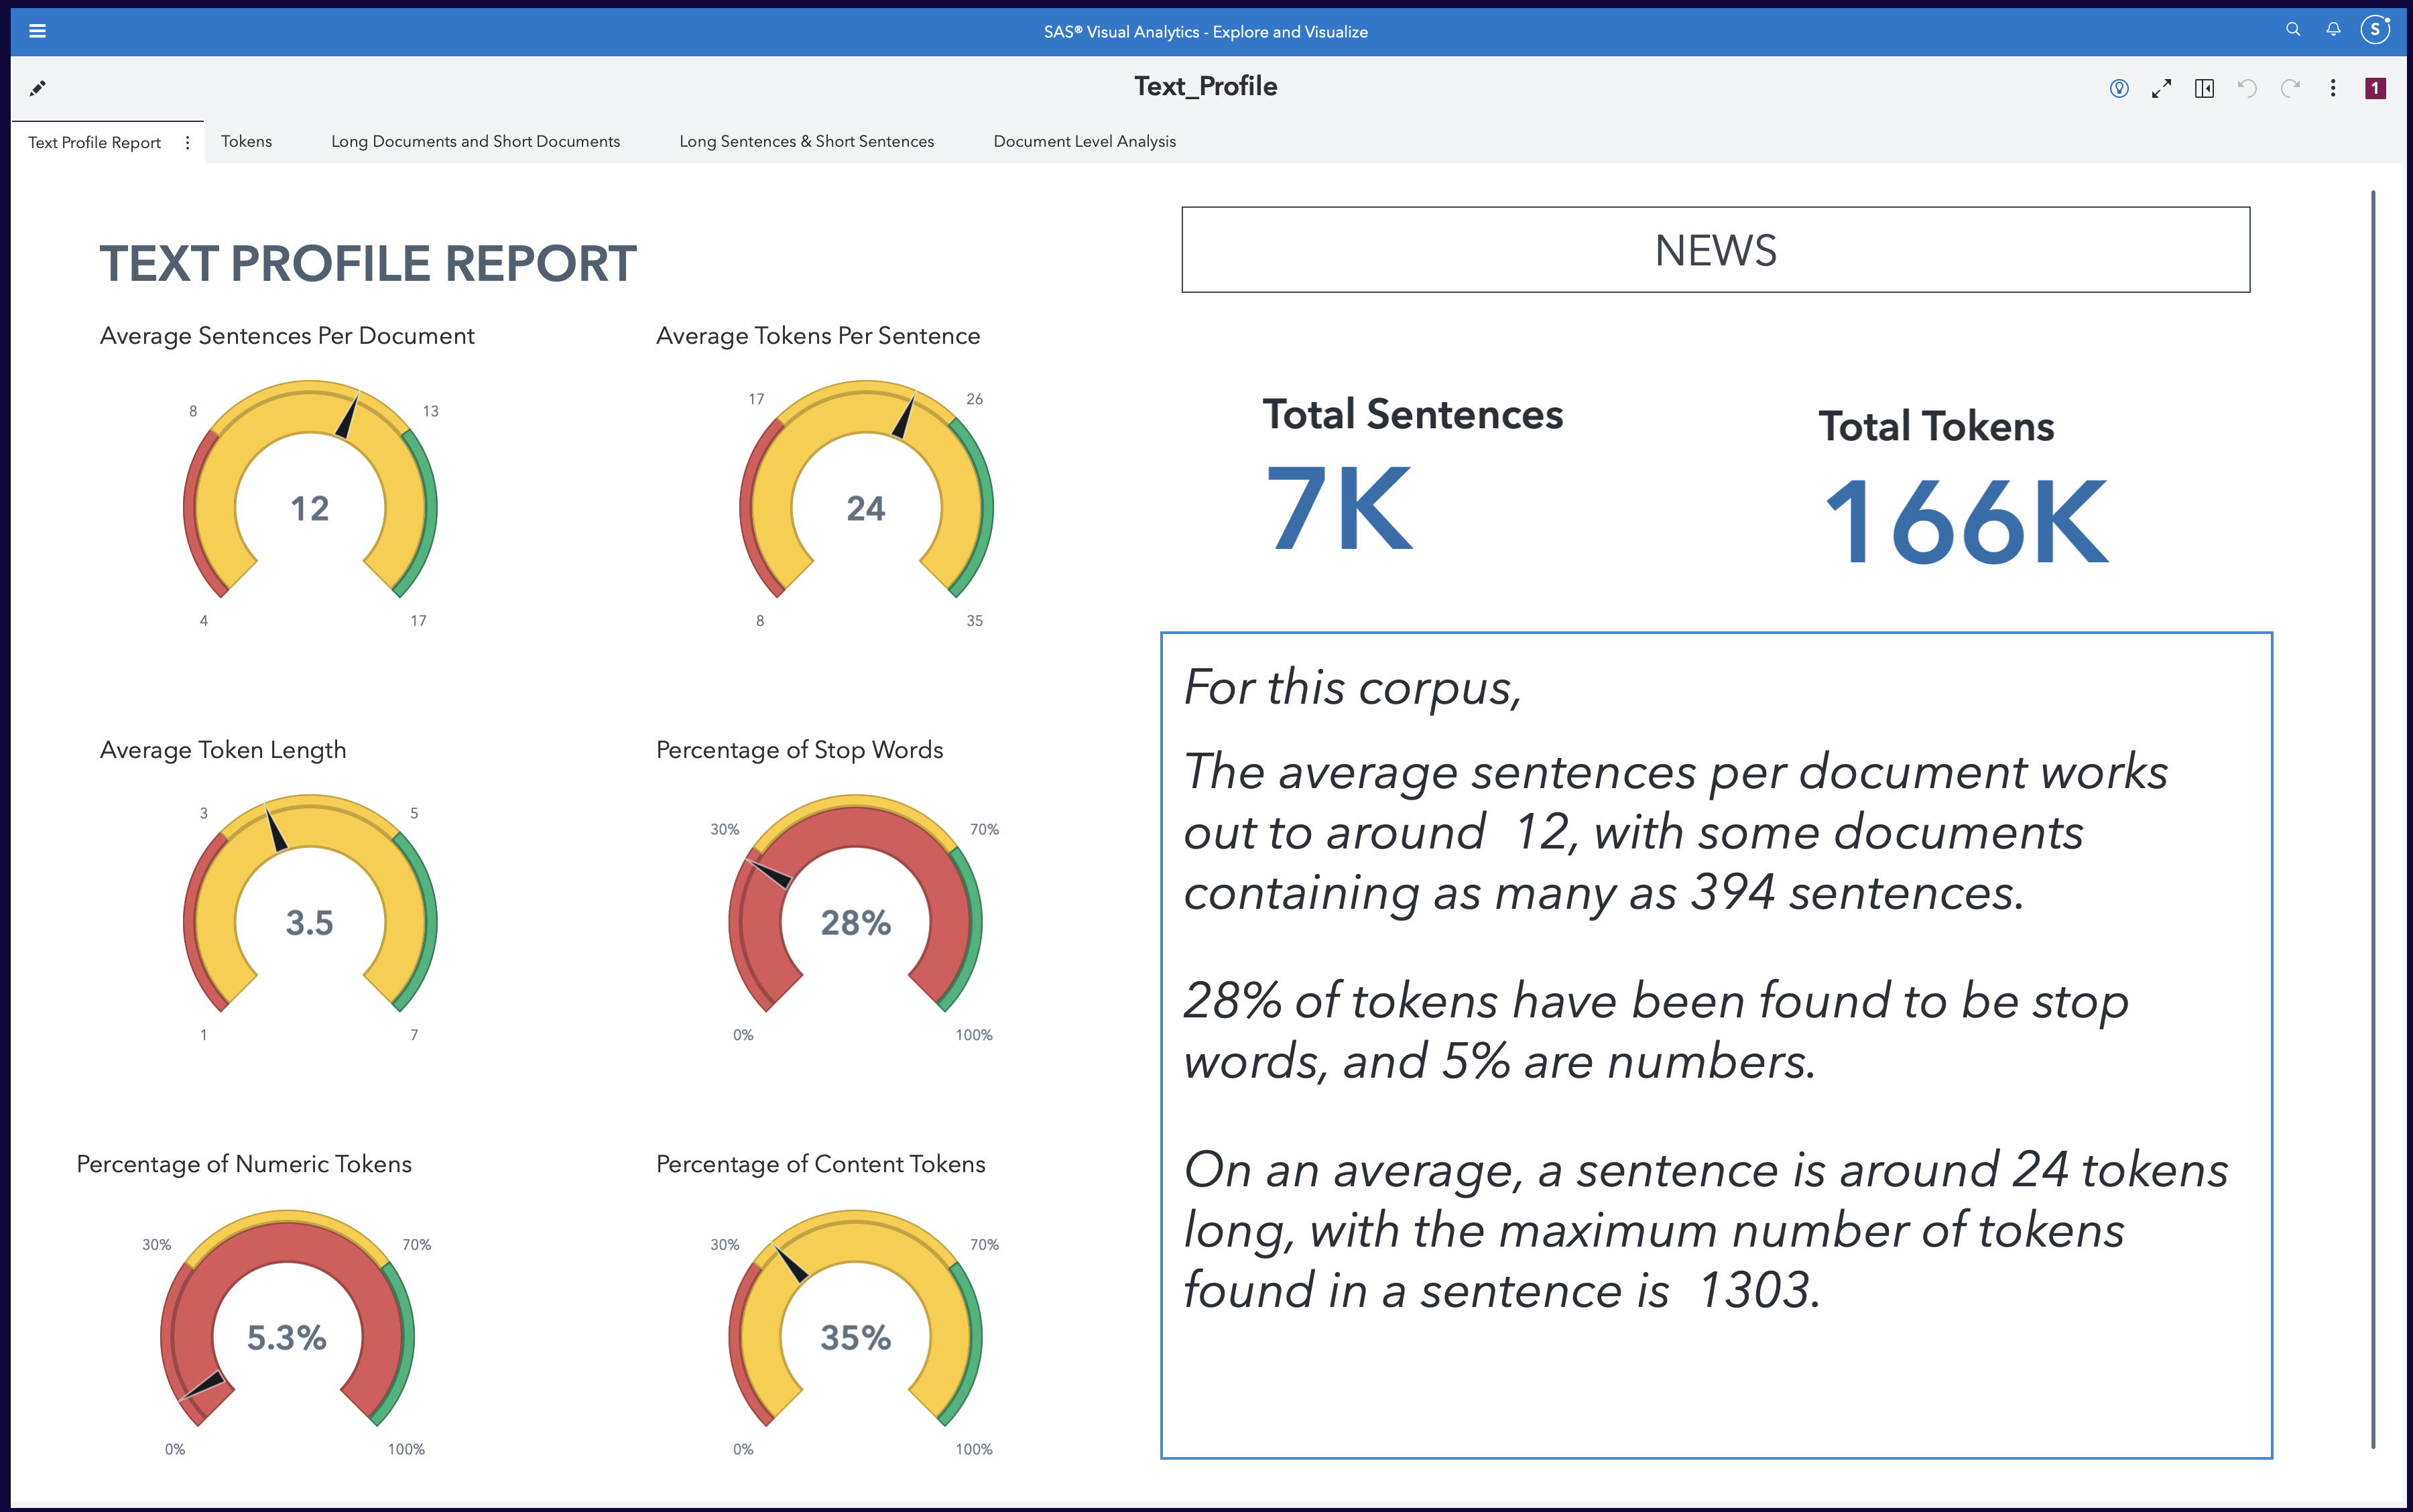 SAS® Visual Analytics - Explore and Visualize
S
Text_Profile
1
Text Profile Report
Tokens
Long Documents and Short Documents
Long Sentences & Short Sentences
Document Level Analysis
TEXT PROFILE REPORT
NEWS
Average Sentences Per Document
8
13
12
4
17
Average Tokens Per Sentence
17
26
24
8
35
Total Sentences
7K
Total Tokens
166K
Average Token Length
3
5
3.5
1
7
Percentage of Stop Words
30%
70%
28%
0%
100%
Percentage of Numeric Tokens
30%
70%
5.3%
0%
100%
Percentage of Content Tokens
30%
70%
35%
0%
100%
For this corpus,
The average sentences per document works
out to around 12, with some documents
containing as many as 394 sentences.
28% of tokens have been found to be stop
words, and 5% are numbers.
On an average, a sentence is around 24 tokens
long, with the maximum number of tokens
found in a sentence is 1303.